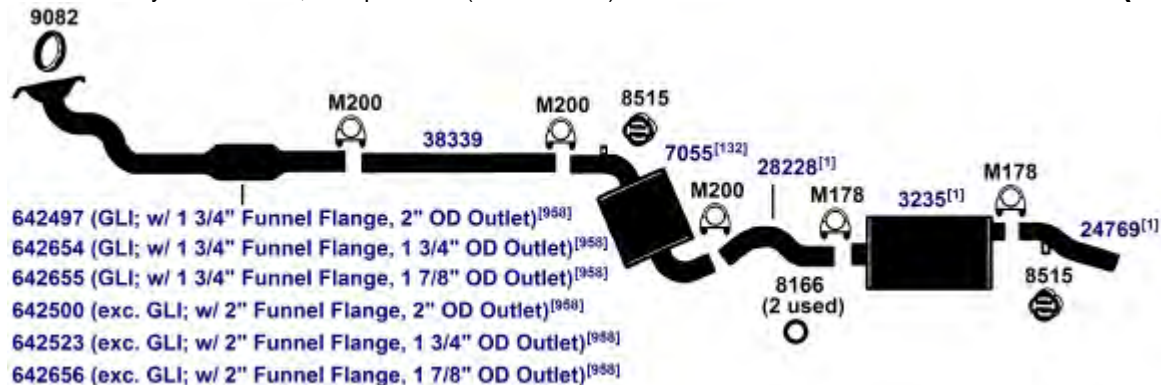 9082
M200
M200
8515
38339
7055[132]
28228[1]
M200
M178
3235[1]
M178
24769[1]
8166
(2 used)
8515
642497 (GLI; w/ 1 3/4" Funnel Flange, 2" OD Outlet)[958]
642654 (GLI; w/ 1 3/4" Funnel Flange, 1 3/4" OD Outlet)[958]
642655 (GLI; w/ 1 3/4" Funnel Flange, 1 7/8" OD Outlet)[958]
642500 (exc. GLI; w/ 2" Funnel Flange, 2" OD Outlet)[958]
642523 (exc. GLI; w/ 2" Funnel Flange, 1 3/4" OD Outlet)[958]
642656 (exc. GLI; w/ 2" Funnel Flange, 1 7/8" OD Outlet)[958]